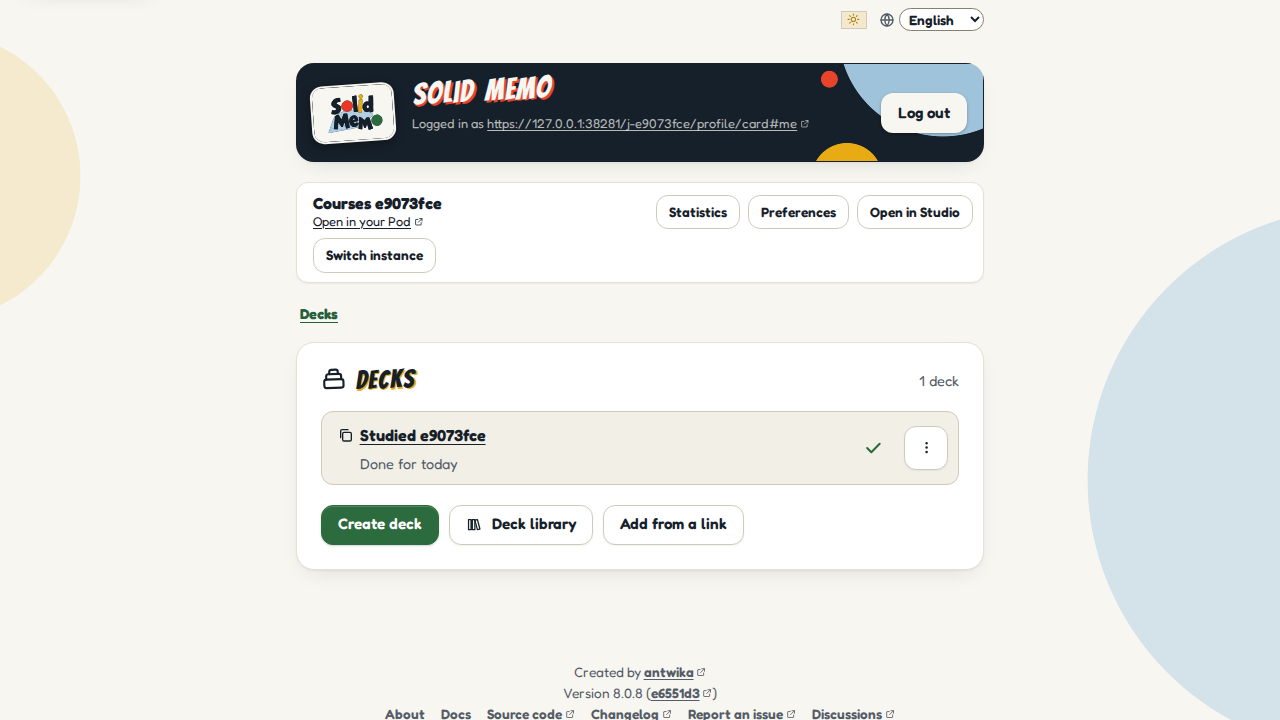 English
Solid Memo
SOLID MEMO
Logged in as https://127.0.0.1:38281/j-e9073fce/profile/card#me
Log out
Courses e9073fce
Open in your Pod
Statistics
Preferences
Open in Studio
Switch instance
Decks
DECKS
1 deck
Studied e9073fce
Done for today
Create deck
Deck library
Add from a link
Created by antwika
Version 8.0.8 (e6551d3)
About Docs Source code Changelog Report an issue Discussions